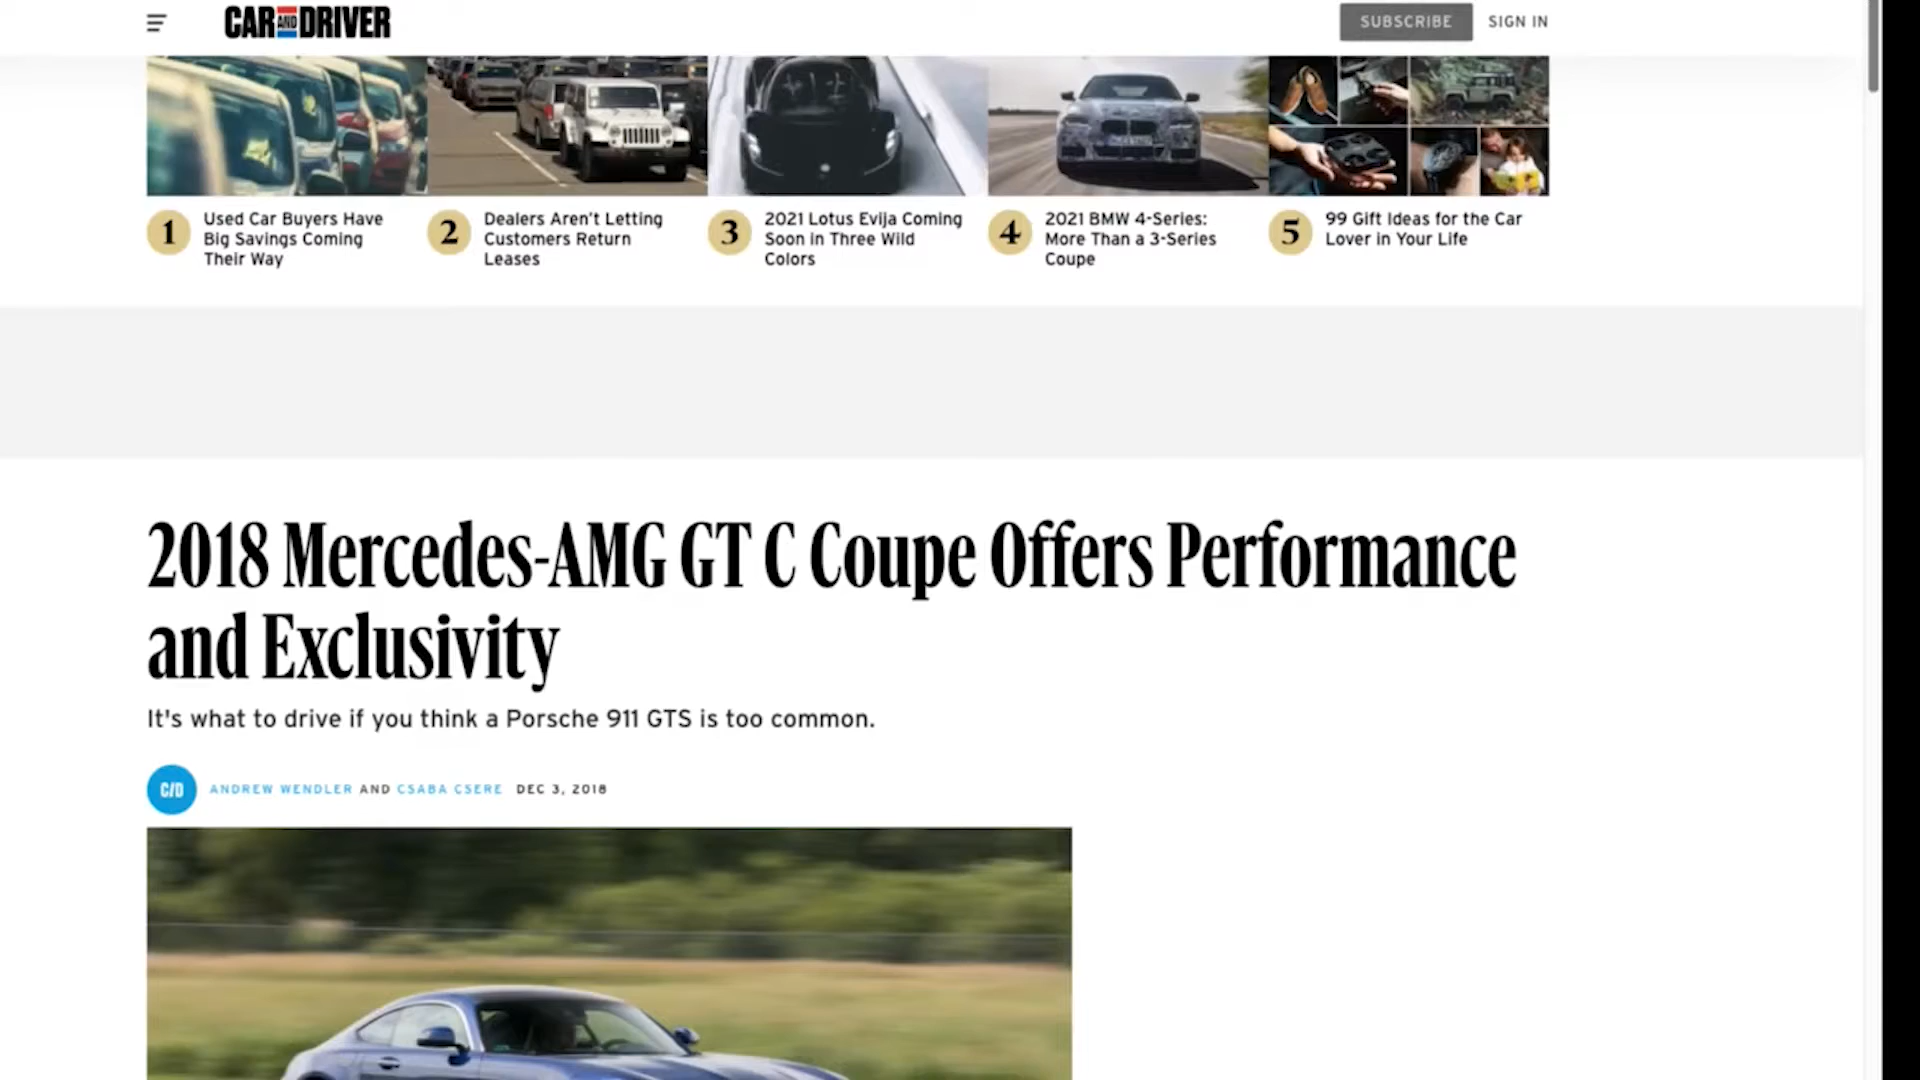 CAR AND DRIVER
SUBSCRIBE
SIGN IN
1
Used Car Buyers Have
Big Savings Coming
Their Way
2
Dealers Aren't Letting
Customers Return
Leases
3
2021 Lotus Evija Coming
Soon in Three Wild
Colors
4
2021 BMW 4-Series:
More Than a 3-Series
Coupe
5
99 Gift Ideas for the Car
Lover in Your Life
2018 Mercedes-AMG GT C Coupe Offers Performance
and Exclusivity
It's what to drive if you think a Porsche 911 GTS is too common.
C/D
ANDREW WENDLER AND CSABA CSERE DEC 3, 2018